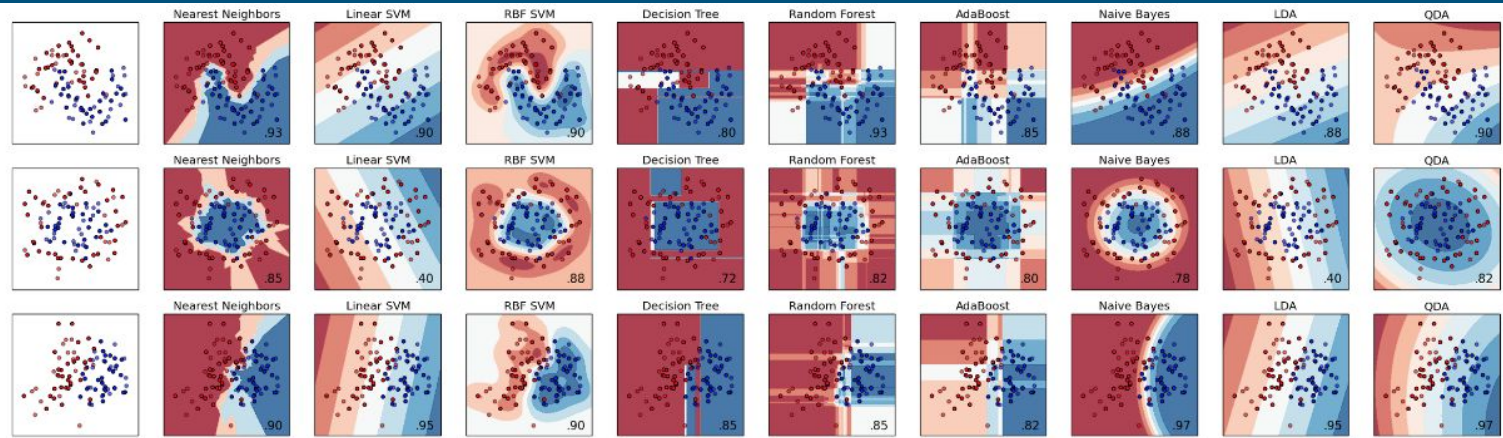 Nearest Neighbors Linear SVM RBF SVM Decision Tree Random Forest AdaBoost Naive Bayes LDA QDA
.93 .90 .90 .80 .93 .85 .88 .88 .90
Nearest Neighbors Linear SVM RBF SVM Decision Tree Random Forest AdaBoost Naive Bayes LDA QDA
.85 .40 .88 .72 .82 .80 .78 .40 .82
Nearest Neighbors Linear SVM RBF SVM Decision Tree Random Forest AdaBoost Naive Bayes LDA QDA
.90 .95 .90 .85 .85 .82 .97 .95 .97